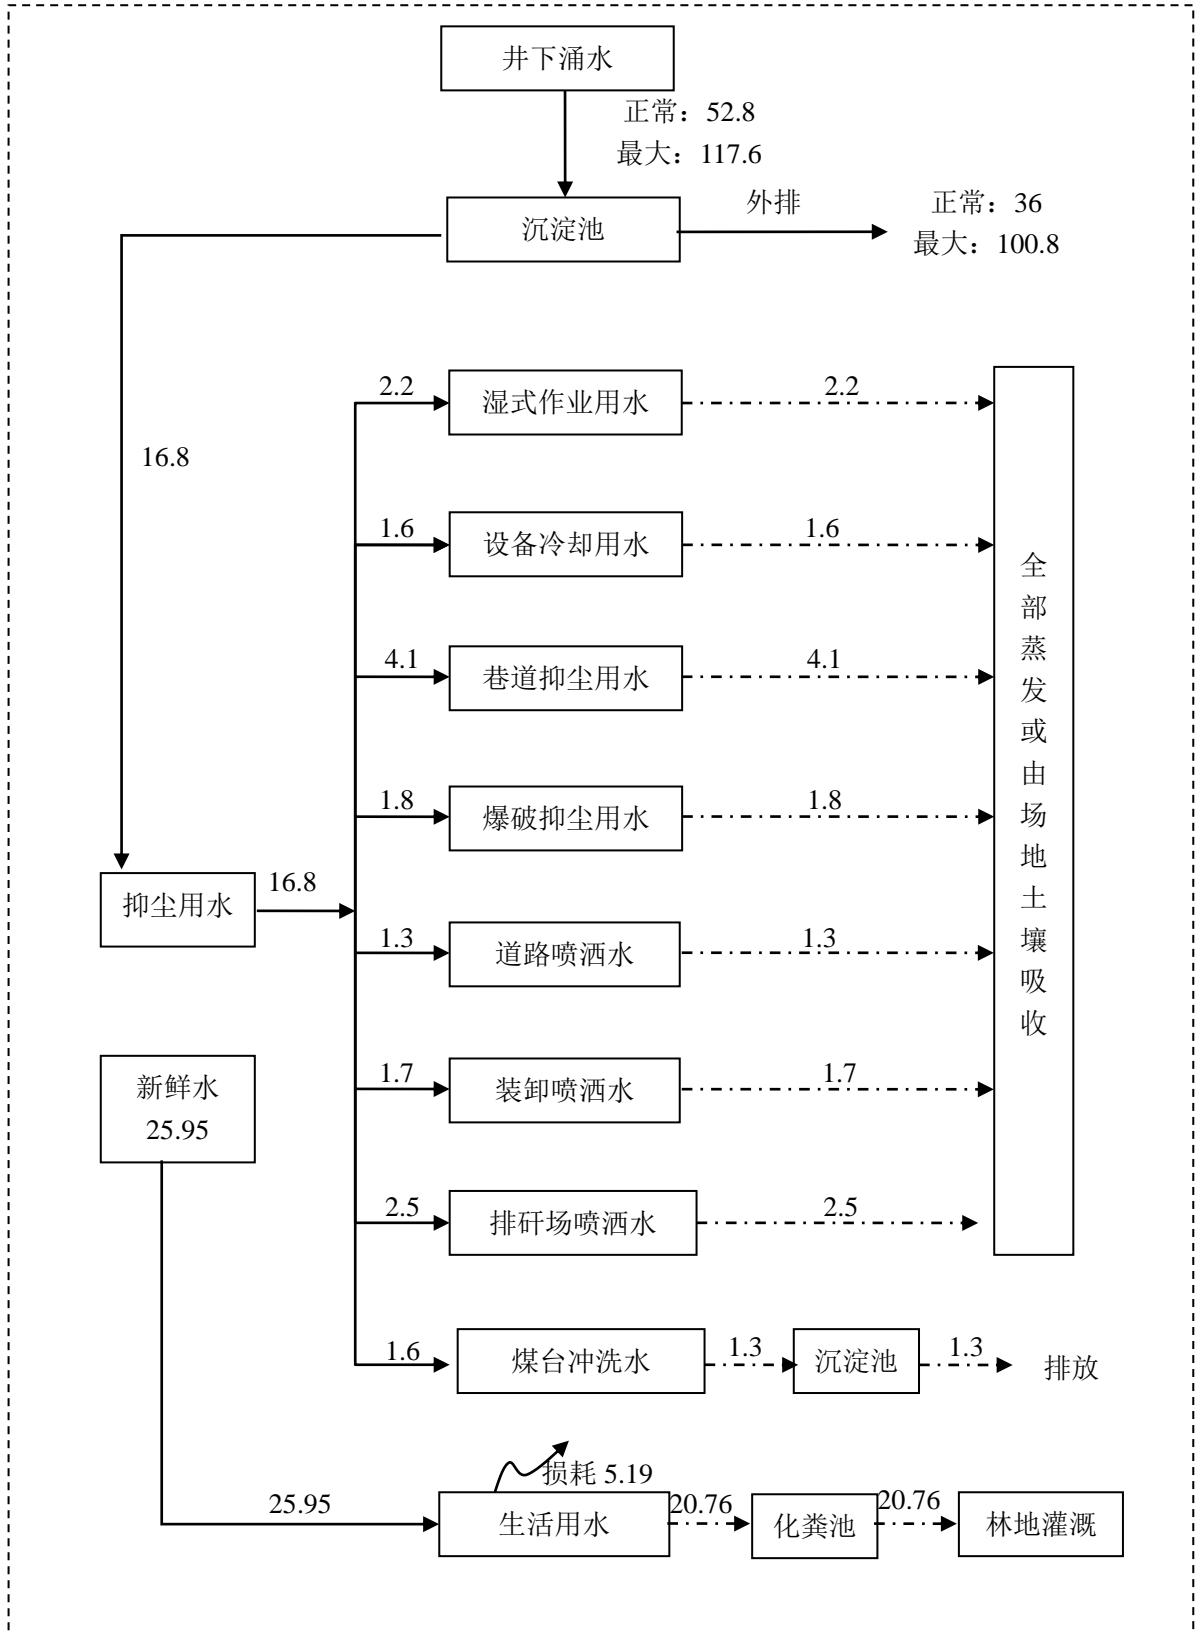 井下涌水
正常：52.8
最大：117.6
沉淀池
外排
正常：36
最大：100.8
16.8
2.2
湿式作业用水
2.2
1.6
设备冷却用水
1.6
4.1
巷道抑尘用水
4.1
1.8
爆破抑尘用水
1.8
抑尘用水
16.8
1.3
道路喷洒水
1.3
1.7
装卸喷洒水
1.7
2.5
排矸场喷洒水
2.5
全部蒸发或由场地土壤吸收
1.6
煤台冲洗水
1.3
沉淀池
1.3
排放
新鲜水
25.95
25.95
损耗 5.19
生活用水
20.76
化粪池
20.76
林地灌溉